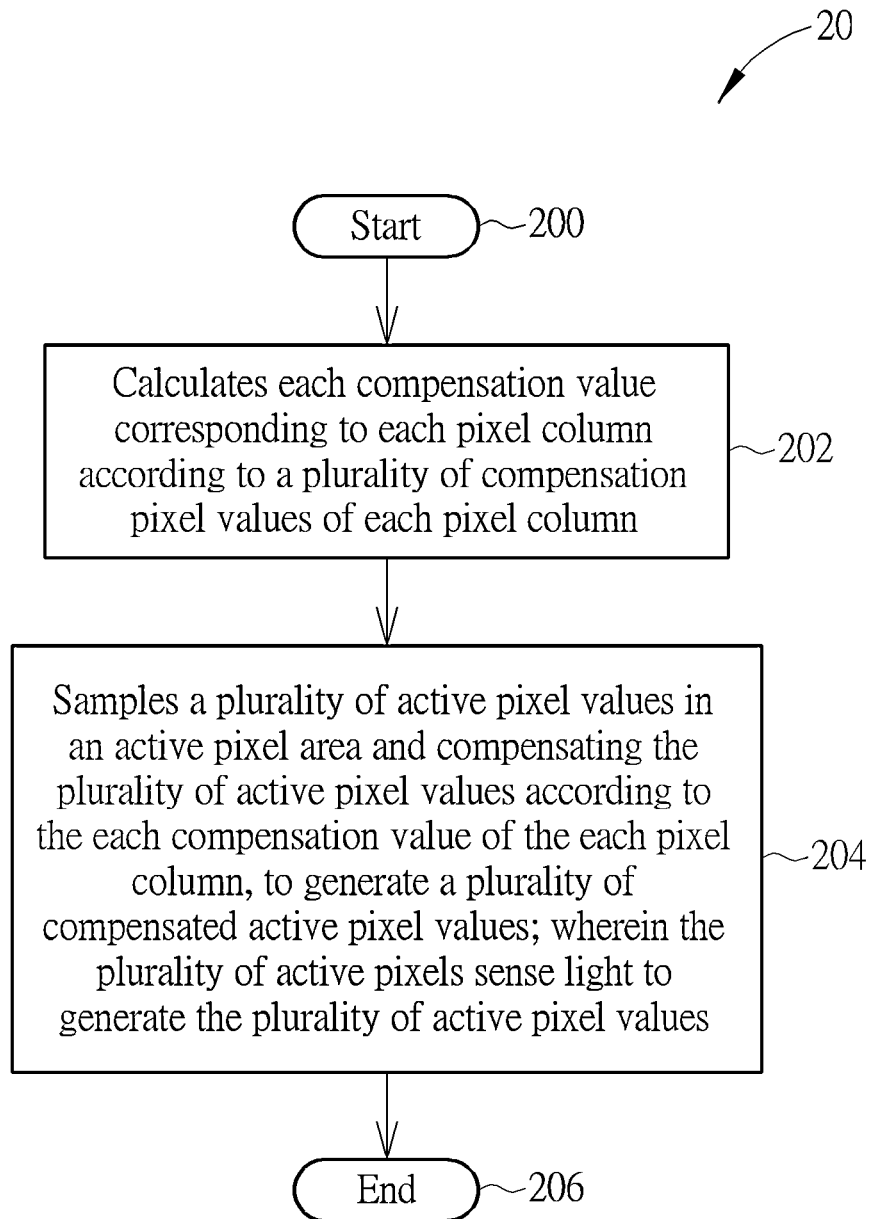 20
Start
200
Calculates each compensation value
corresponding to each pixel column
according to a plurality of compensation
pixel values of each pixel column
202
Samples a plurality of active pixel values in
an active pixel area and compensating the
plurality of active pixel values according to
the each compensation value of the each pixel
column, to generate a plurality of
compensated active pixel values; wherein the
plurality of active pixels sense light to
generate the plurality of active pixel values
204
End
206